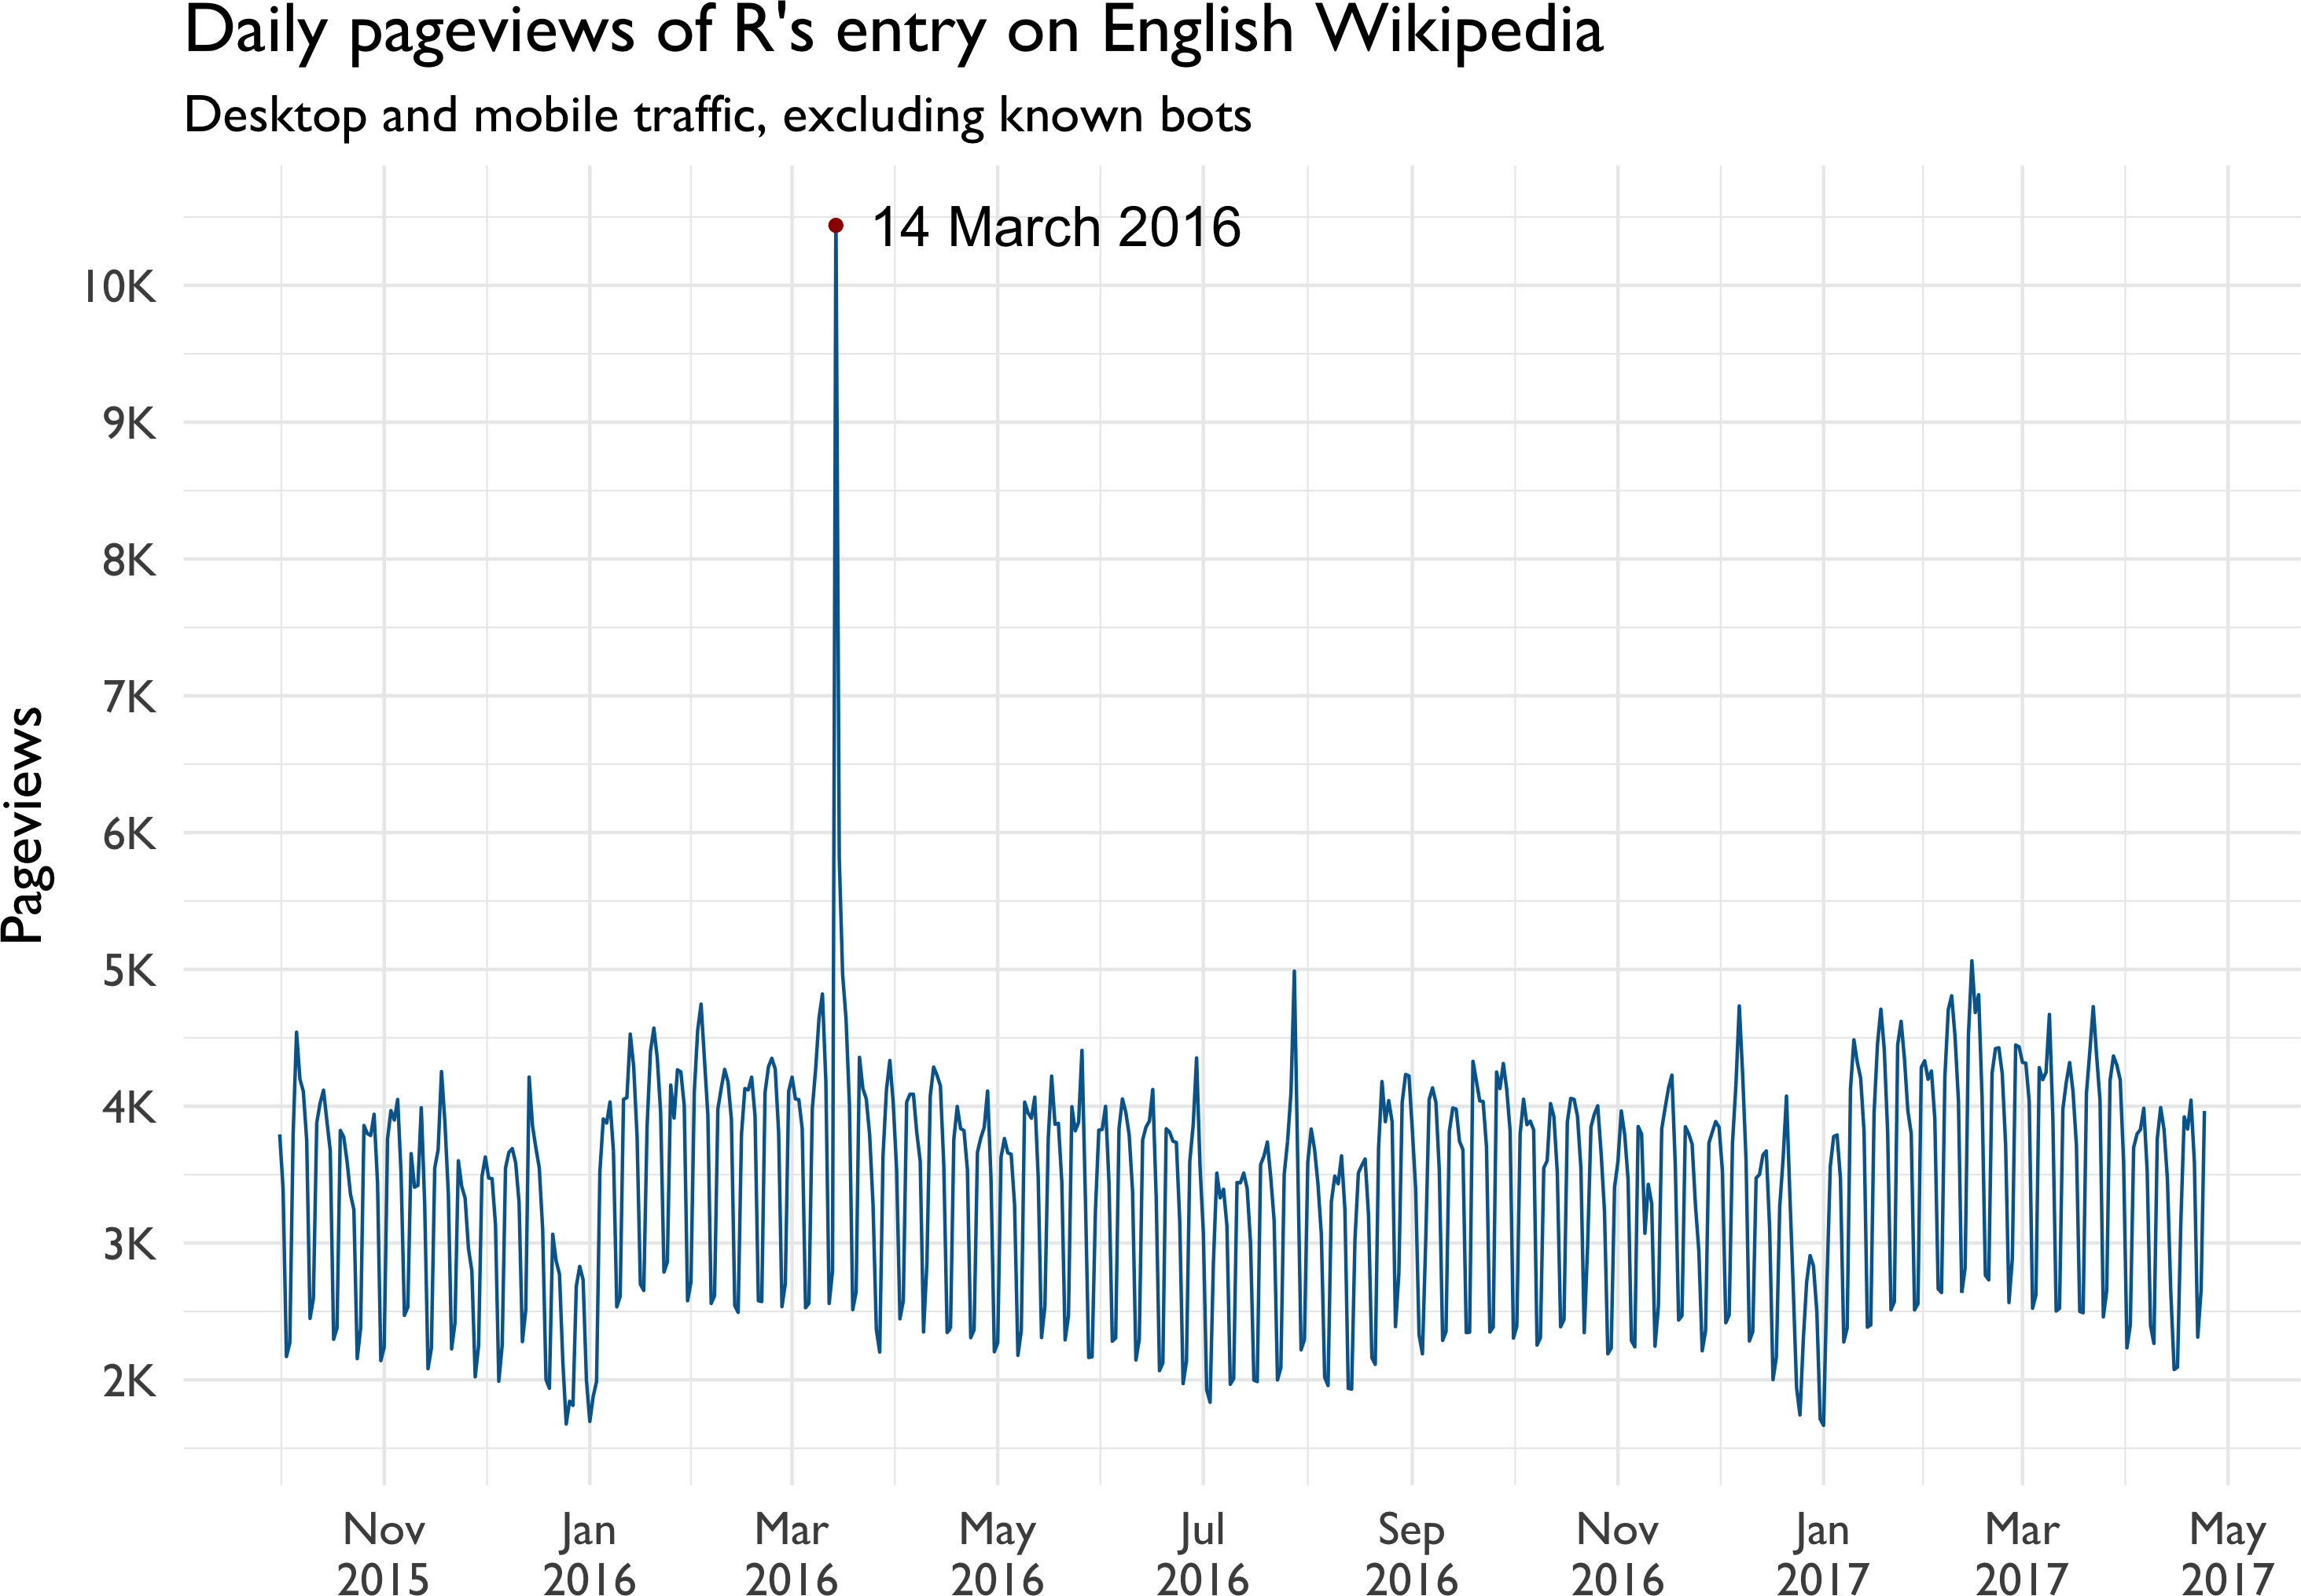 Daily pageviews of R's entry on English Wikipedia
Desktop and mobile traffic, excluding known bots
14 March 2016
10K
9K
8K
7K
6K
5K
4K
3K
2K
Pageviews
Nov Jan Mar May Jul Sep Nov Jan Mar May
2015 2016 2016 2016 2016 2016 2016 2017 2017 2017